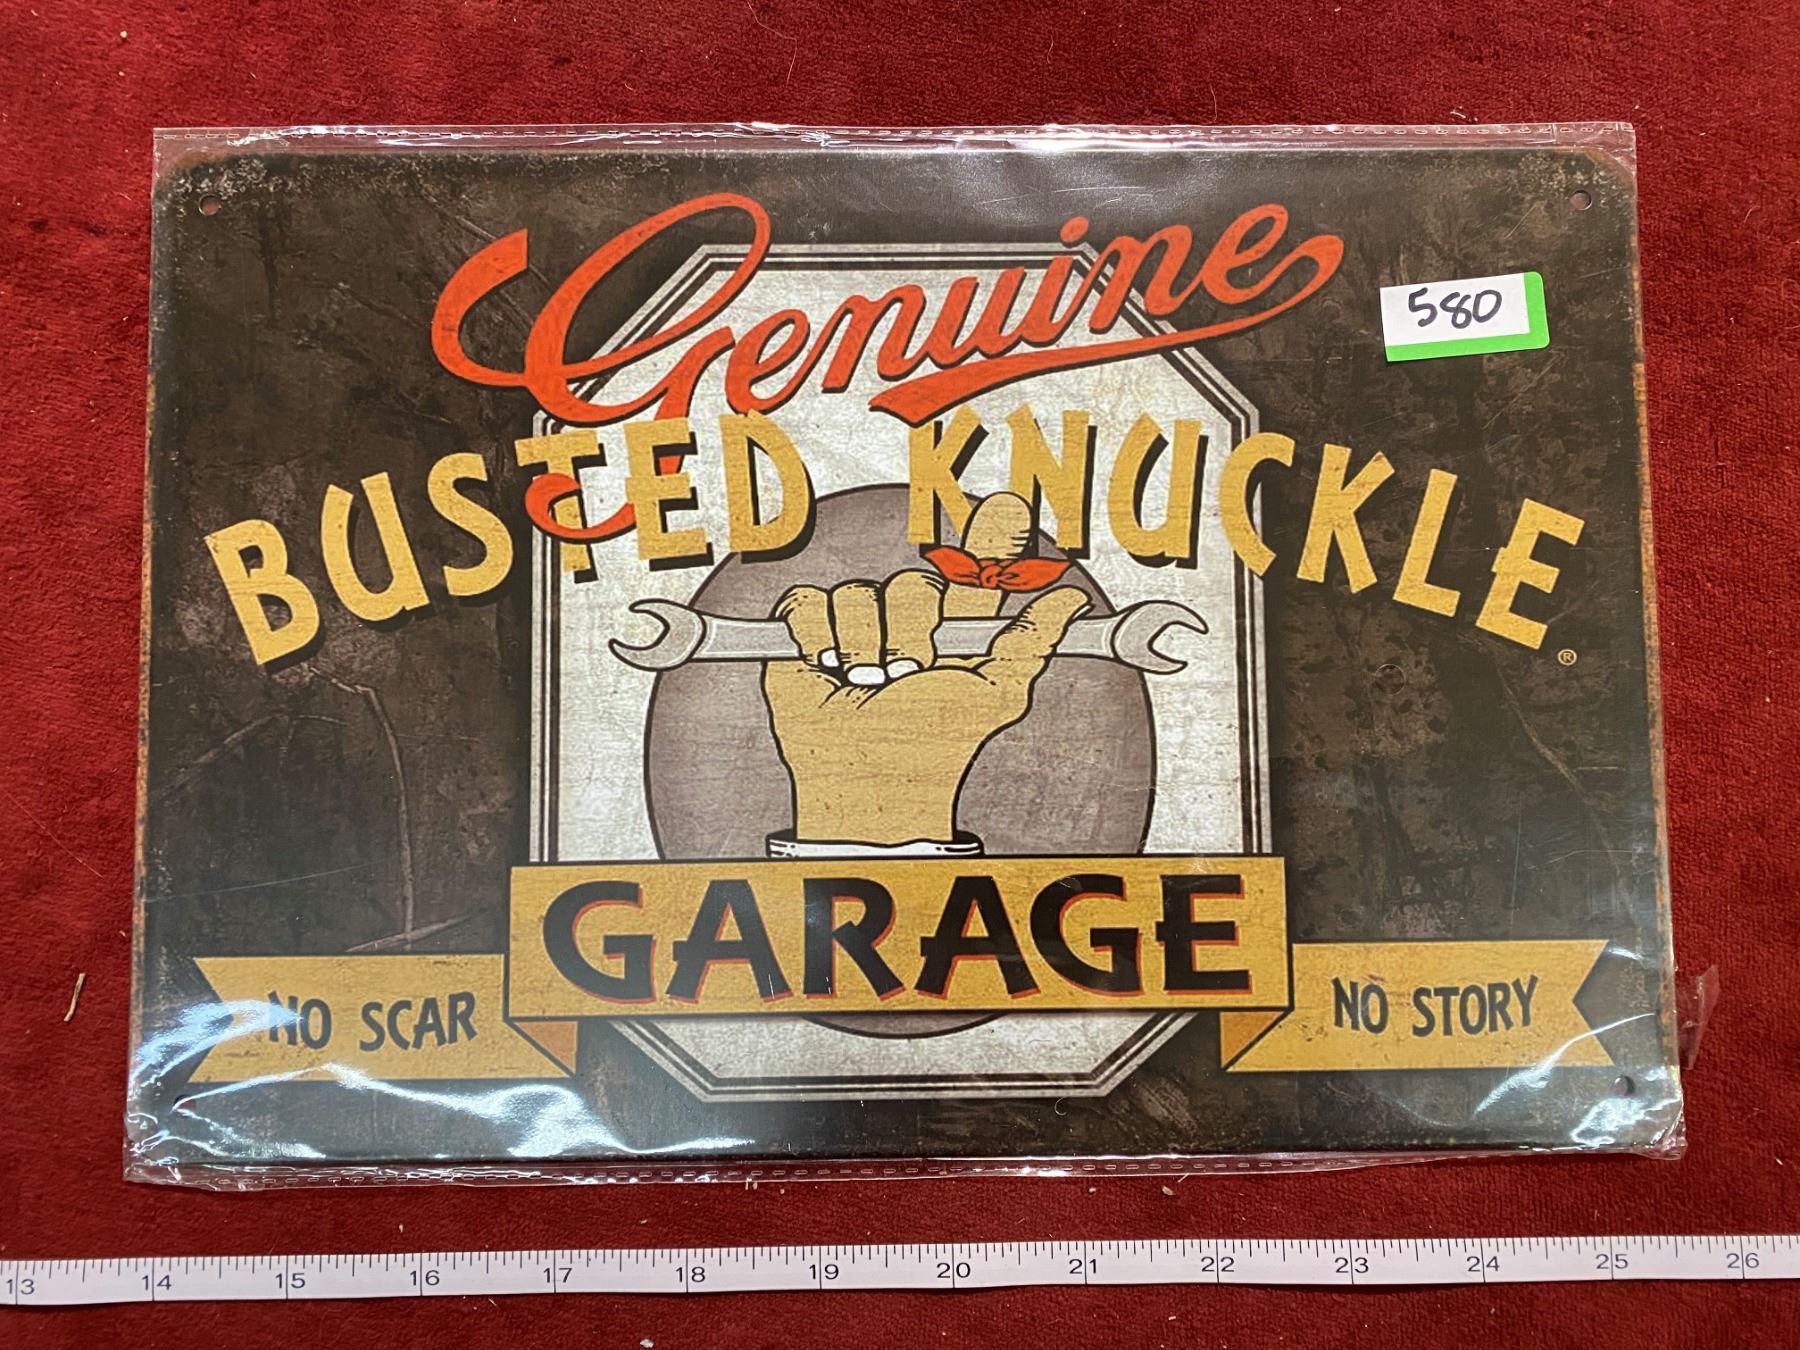 Genuine
580
BUSTED KNUCKLE ®
GARAGE
NO SCAR
NO STORY
13 14 15 16 17 18 19 20 21 22 23 24 25 26